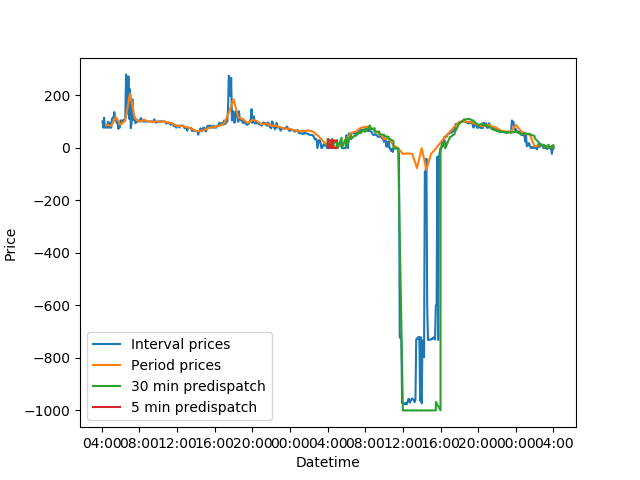 200
0
−200
−400
−600
−800
−1000
Price
Interval prices
Period prices
30 min predispatch
5 min predispatch
04:00 08:00 12:00 16:00 20:00 00:00 04:00 08:00 12:00 16:00 20:00 00:00 04:00
Datetime